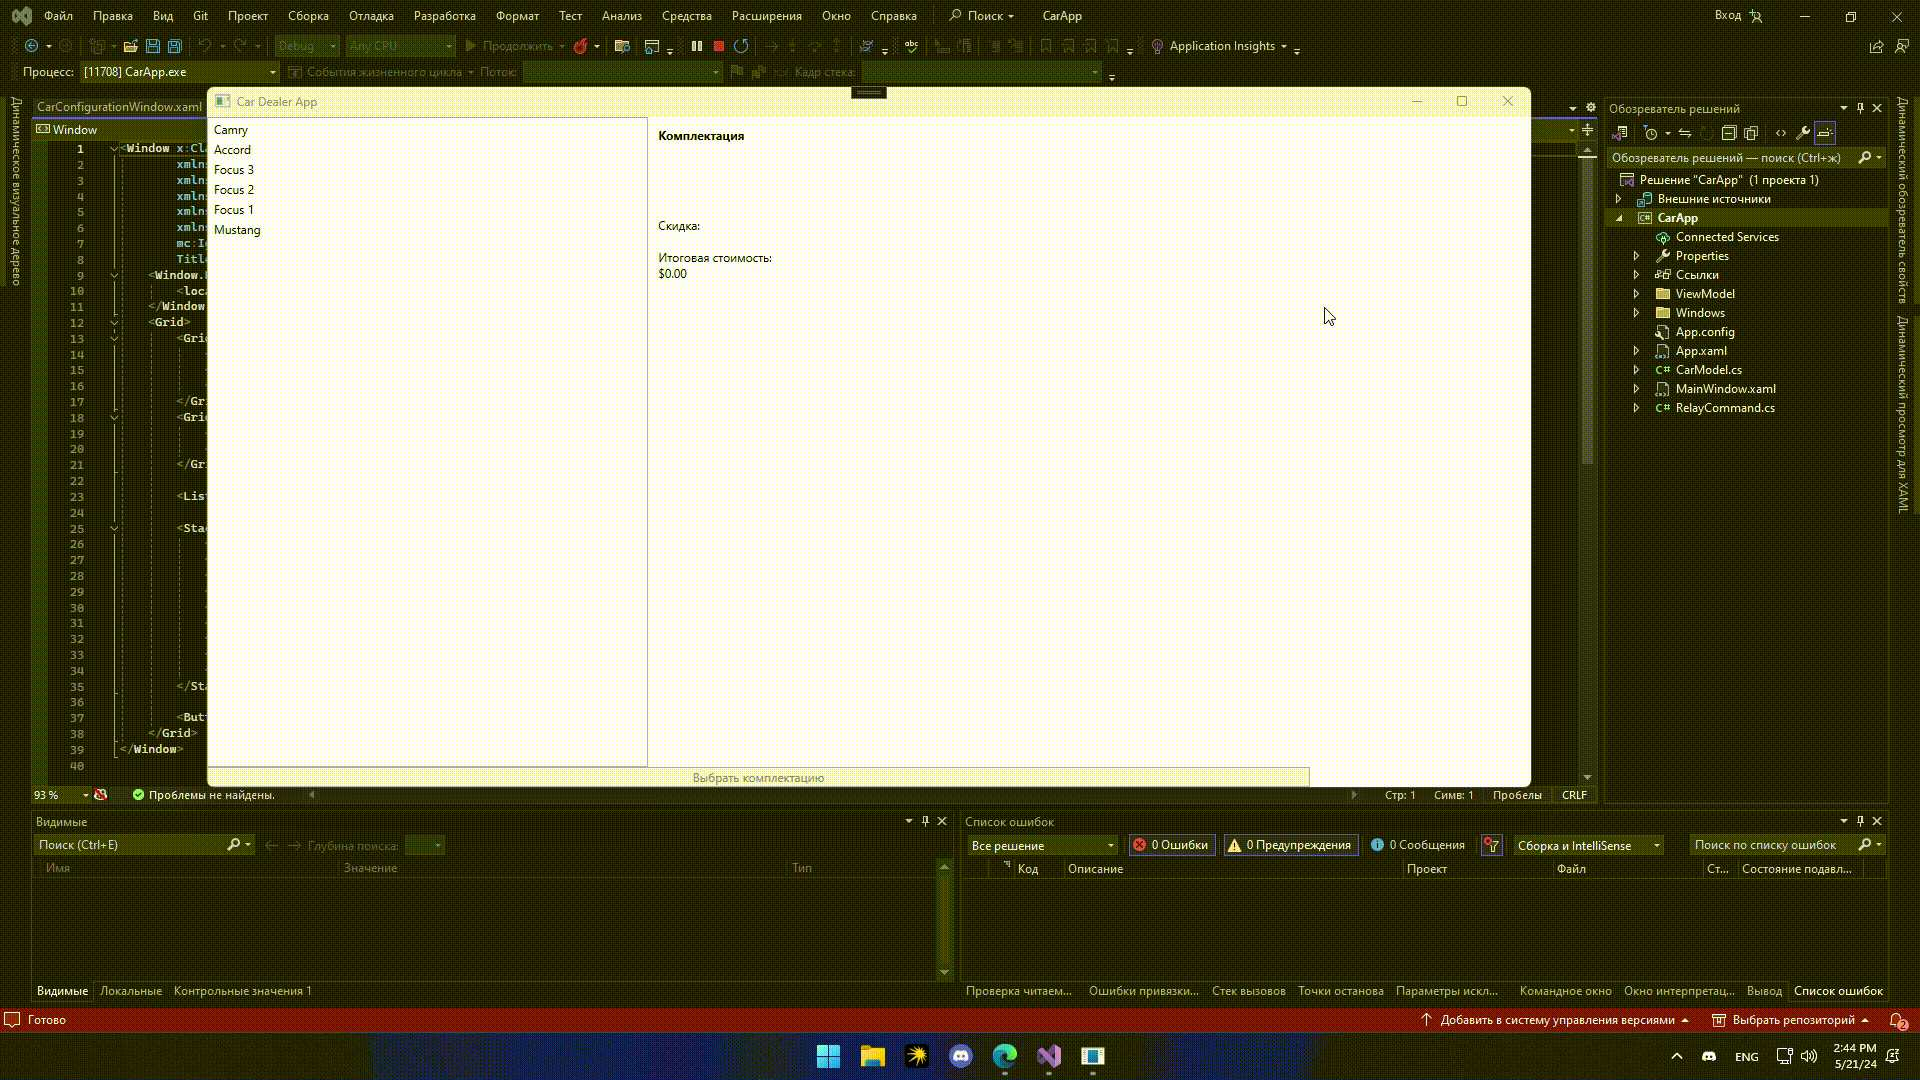 Файл Правка Вид Git Проект Сборка Отладка Разработка Формат Тест Анализ Средства Расширения Окно Справка Поиск CarApp Вход
Debug Any CPU Продолжить Application Insights
Процесс: [11708] CarApp.exe События жизненного цикла Поток: Кадр стека:
CarConfigurationWindow.xaml
Window
Динамическое визуальное дерево
1 <Window x:Cla
2 xmlns
3 xmln
4 xmln
5 xmln
6 xmln
7 mc:I
8 Titl
9 <Window.
10 <loca
11 </Window
12 <Grid>
13 <Gri
14
15
16
17 </Gri
18 <Gri
19
20
21 </Gr
22
23 <List
24
25 <Sta
26
27
28
29
30
31
32
33
34
35 </Sta
36
37 <But
38 </Grid>
39 </Window>
40
Car Dealer App
Camry
Accord
Focus 3
Focus 2
Focus 1
Mustang
Комплектация
Скидка:
Итоговая стоимость:
$0.00
Выбрать комплектацию
93 % Проблемы не найдены. Стр: 1 Симв: 1 Пробелы CRLF
Обозреватель решений
Обозреватель решений — поиск (Ctrl+ж)
Решение "CarApp" (1 проекта 1)
Внешние источники
CarApp
Connected Services
Properties
Ссылки
ViewModel
Windows
App.config
App.xaml
CarModel.cs
MainWindow.xaml
RelayCommand.cs
Динамический обозреватель свойств
Динамический просмотр для XAML
Видимые
Поиск (Ctrl+E) Глубина поиска:
Имя Значение Тип
Видимые Локальные Контрольные значения 1
Список ошибок
Все решение 0 Ошибки 0 Предупреждения 0 Сообщения Сборка и IntelliSense Поиск по списку ошибок
Код Описание Проект Файл Ст... Состояние подавл...
Проверка читаем... Ошибки привязки... Стек вызовов Точки останова Параметры искл... Командное окно Окно интерпретац... Вывод Список ошибок
Готово Добавить в систему управления версиями Выбрать репозиторий 2
ENG 2:44 PM
5/21/24